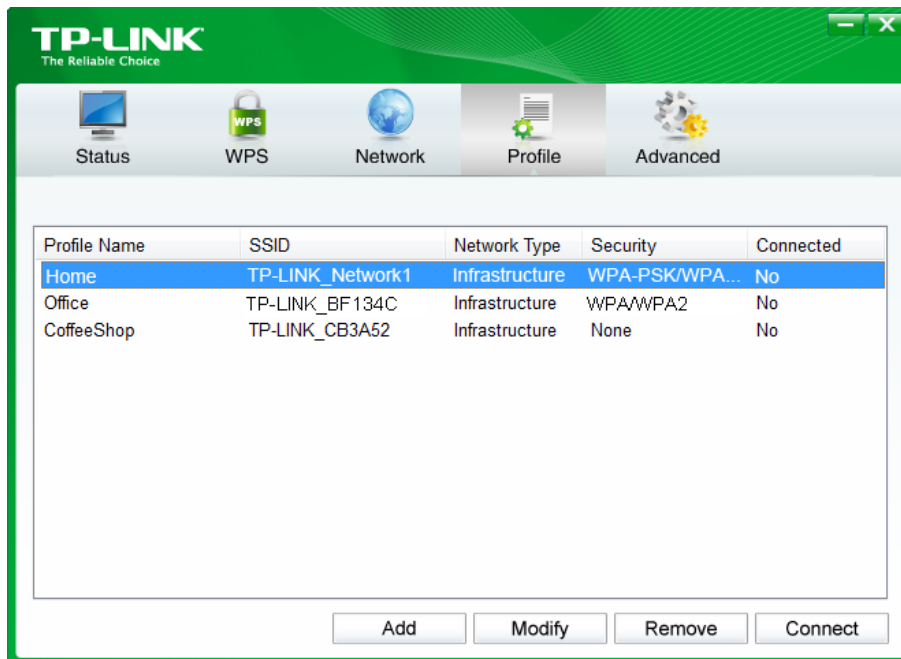 TP-LINK
The Reliable Choice
Status WPS Network Profile Advanced
WPS
Profile Name SSID Network Type Security Connected
Home TP-LINK_Network1 Infrastructure WPA-PSK/WPA... No
Office TP-LINK_BF134C Infrastructure WPA/WPA2 No
CoffeeShop TP-LINK_CB3A52 Infrastructure None No
Add Modify Remove Connect